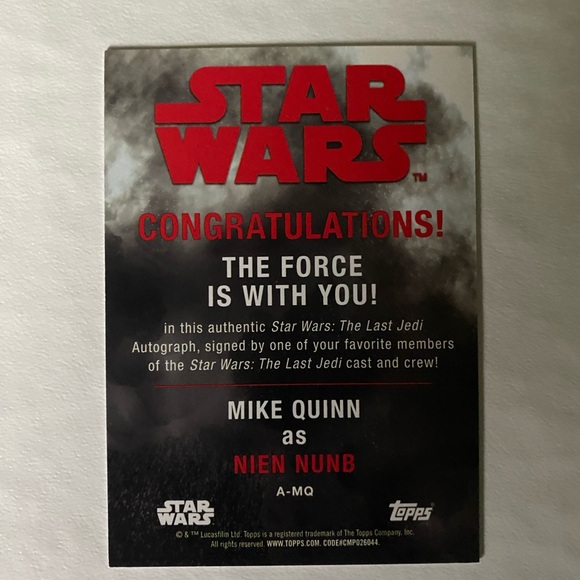 STAR
WARS™
CONGRATULATIONS!
THE FORCE
IS WITH YOU!
in this authentic Star Wars: The Last Jedi
Autograph, signed by one of your favorite members
of the Star Wars: The Last Jedi cast and crew!
MIKE QUINN
as
NIEN NUNB
A-MQ
STAR
WARS
topps®
© & ™ Lucasfilm Ltd. Topps is a registered trademark of The Topps Company, Inc.
All rights reserved. WWW.TOPPS.COM. CODE#CMP026044.